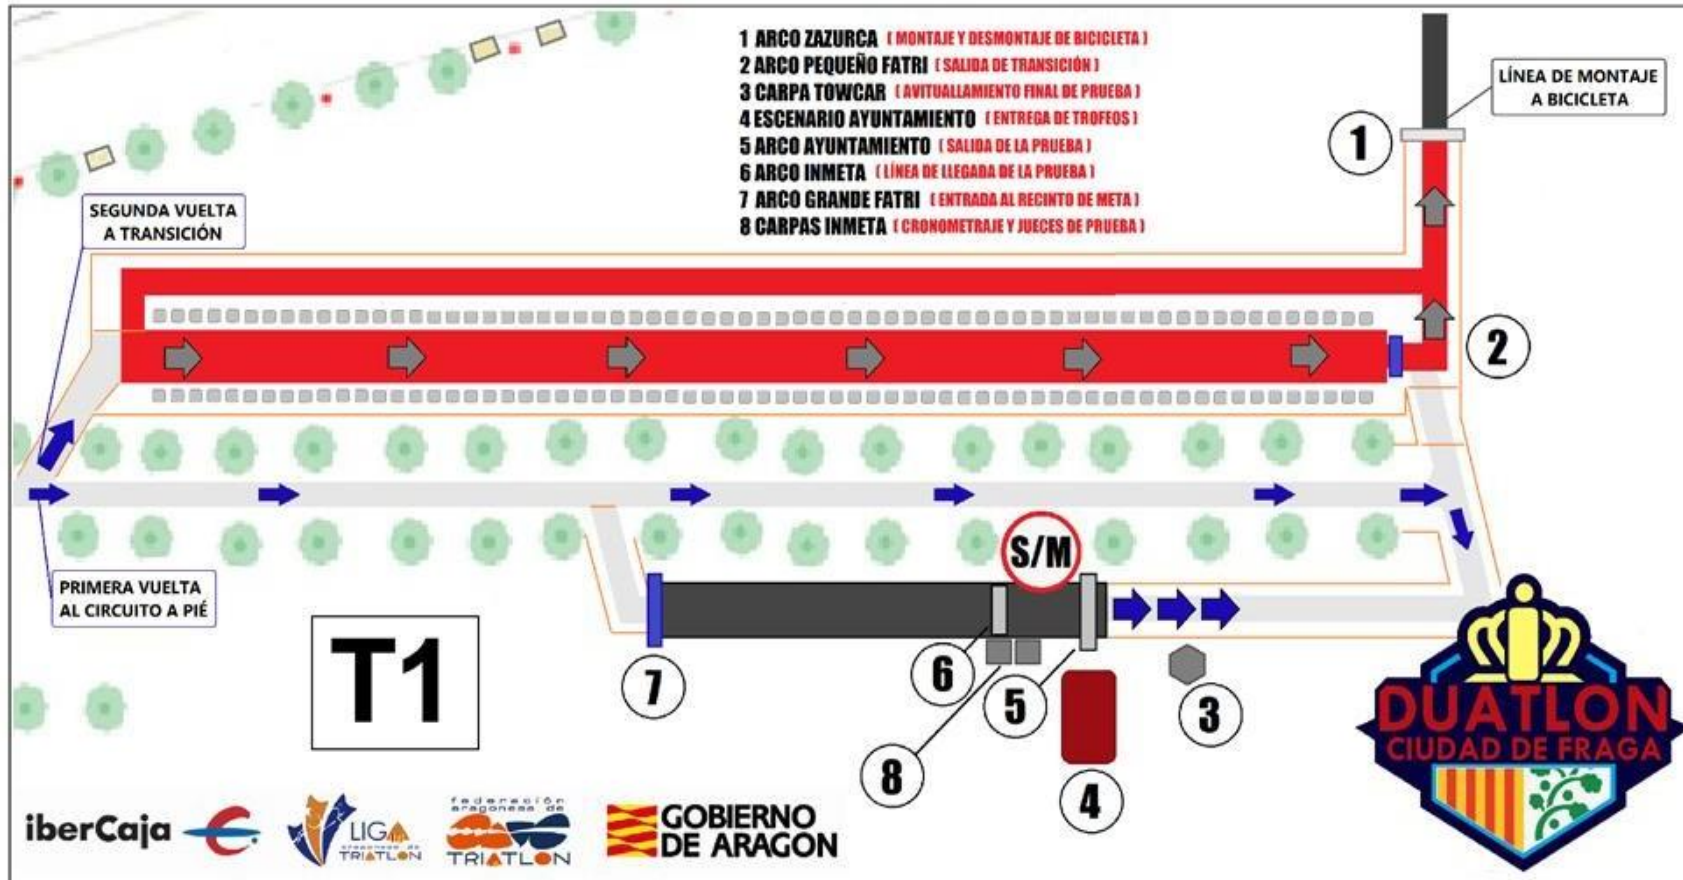 1 ARCO ZAZURCA ( MONTAJE Y DESMONTAJE DE BICICLETA )
2 ARCO PEQUEÑO FATRI ( SALIDA DE TRANSICIÓN )
3 CARPA TOWCAR ( AVITUALLAMIENTO FINAL DE PRUEBA )
4 ESCENARIO AYUNTAMIENTO ( ENTREGA DE TROFEOS )
5 ARCO AYUNTAMIENTO ( SALIDA DE LA PRUEBA )
6 ARCO INMETA ( LÍNEA DE LLEGADA DE LA PRUEBA )
7 ARCO GRANDE FATRI ( ENTRADA AL RECINTO DE META )
8 CARPAS INMETA ( CRONOMETRAJE Y JUECES DE PRUEBA )
LÍNEA DE MONTAJE
A BICICLETA
1
SEGUNDA VUELTA
A TRANSICIÓN
2
S/M
PRIMERA VUELTA
AL CIRCUITO A PIÉ
T1
7
6
5
3
8
4
DUATLON
CIUDAD DE FRAGA
iberCaja
LIGA
aragonesa de
TRIATLON
federación
aragonesa de
TRIATLON
GOBIERNO
DE ARAGON